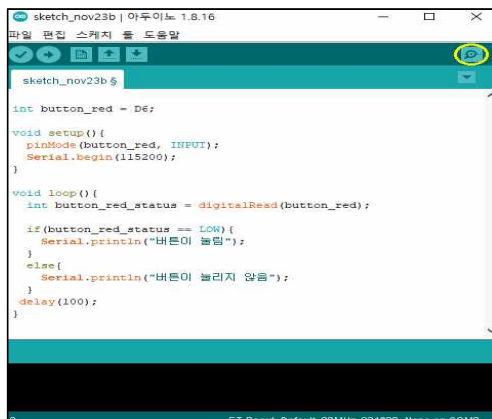 sketch_nov23b | 아두이노 1.8.16
파일 편집 스케치 툴 도움말
sketch_nov23b §
int button_red = D6;
void setup(){
pinMode(button_red, INPUT);
Serial.begin(115200);
}
void loop(){
int button_red_status = digitalRead(button_red);
if(button_red_status == LOW){
Serial.println("버튼이 눌림");
}
else{
Serial.println("버튼이 눌리지 않음");
}
delay(100);
}